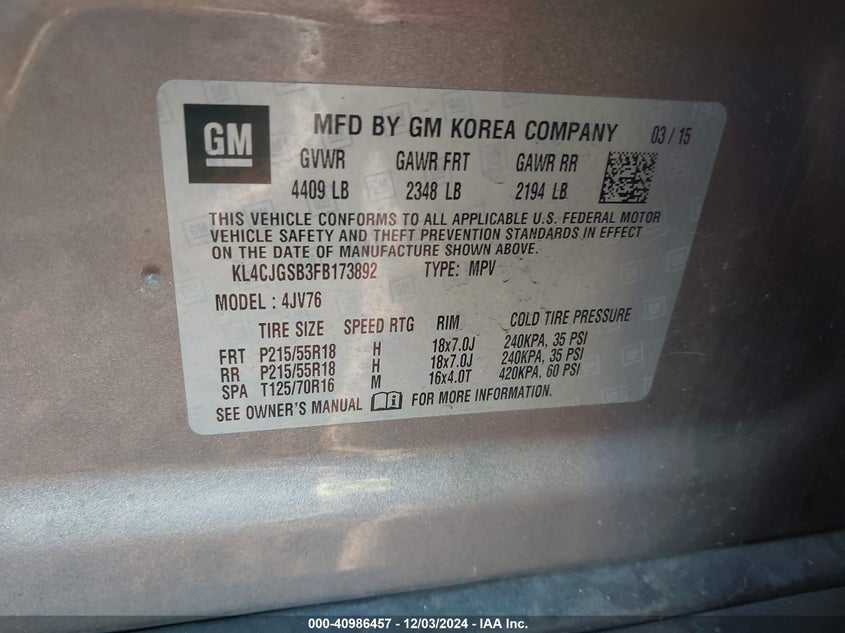 GM
MFD BY GM KOREA COMPANY 03 / 15
GVWR GAWR FRT GAWR RR
4409 LB 2348 LB 2194 LB
THIS VEHICLE CONFORMS TO ALL APPLICABLE U.S. FEDERAL MOTOR
VEHICLE SAFETY AND THEFT PREVENTION STANDARDS IN EFFECT
ON THE DATE OF MANUFACTURE SHOWN ABOVE.
KL4CJGSB3FB173892 TYPE: MPV
MODEL : 4JV76
TIRE SIZE SPEED RTG RIM COLD TIRE PRESSURE
FRT P215/55R18 H 18x7.0J 240KPA, 35 PSI
RR P215/55R18 H 18x7.0J 240KPA, 35 PSI
SPA T125/70R16 M 16x4.0T 420KPA, 60 PSI
SEE OWNER'S MANUAL FOR MORE INFORMATION.
000-40986457 - 12/03/2024 - IAA Inc.